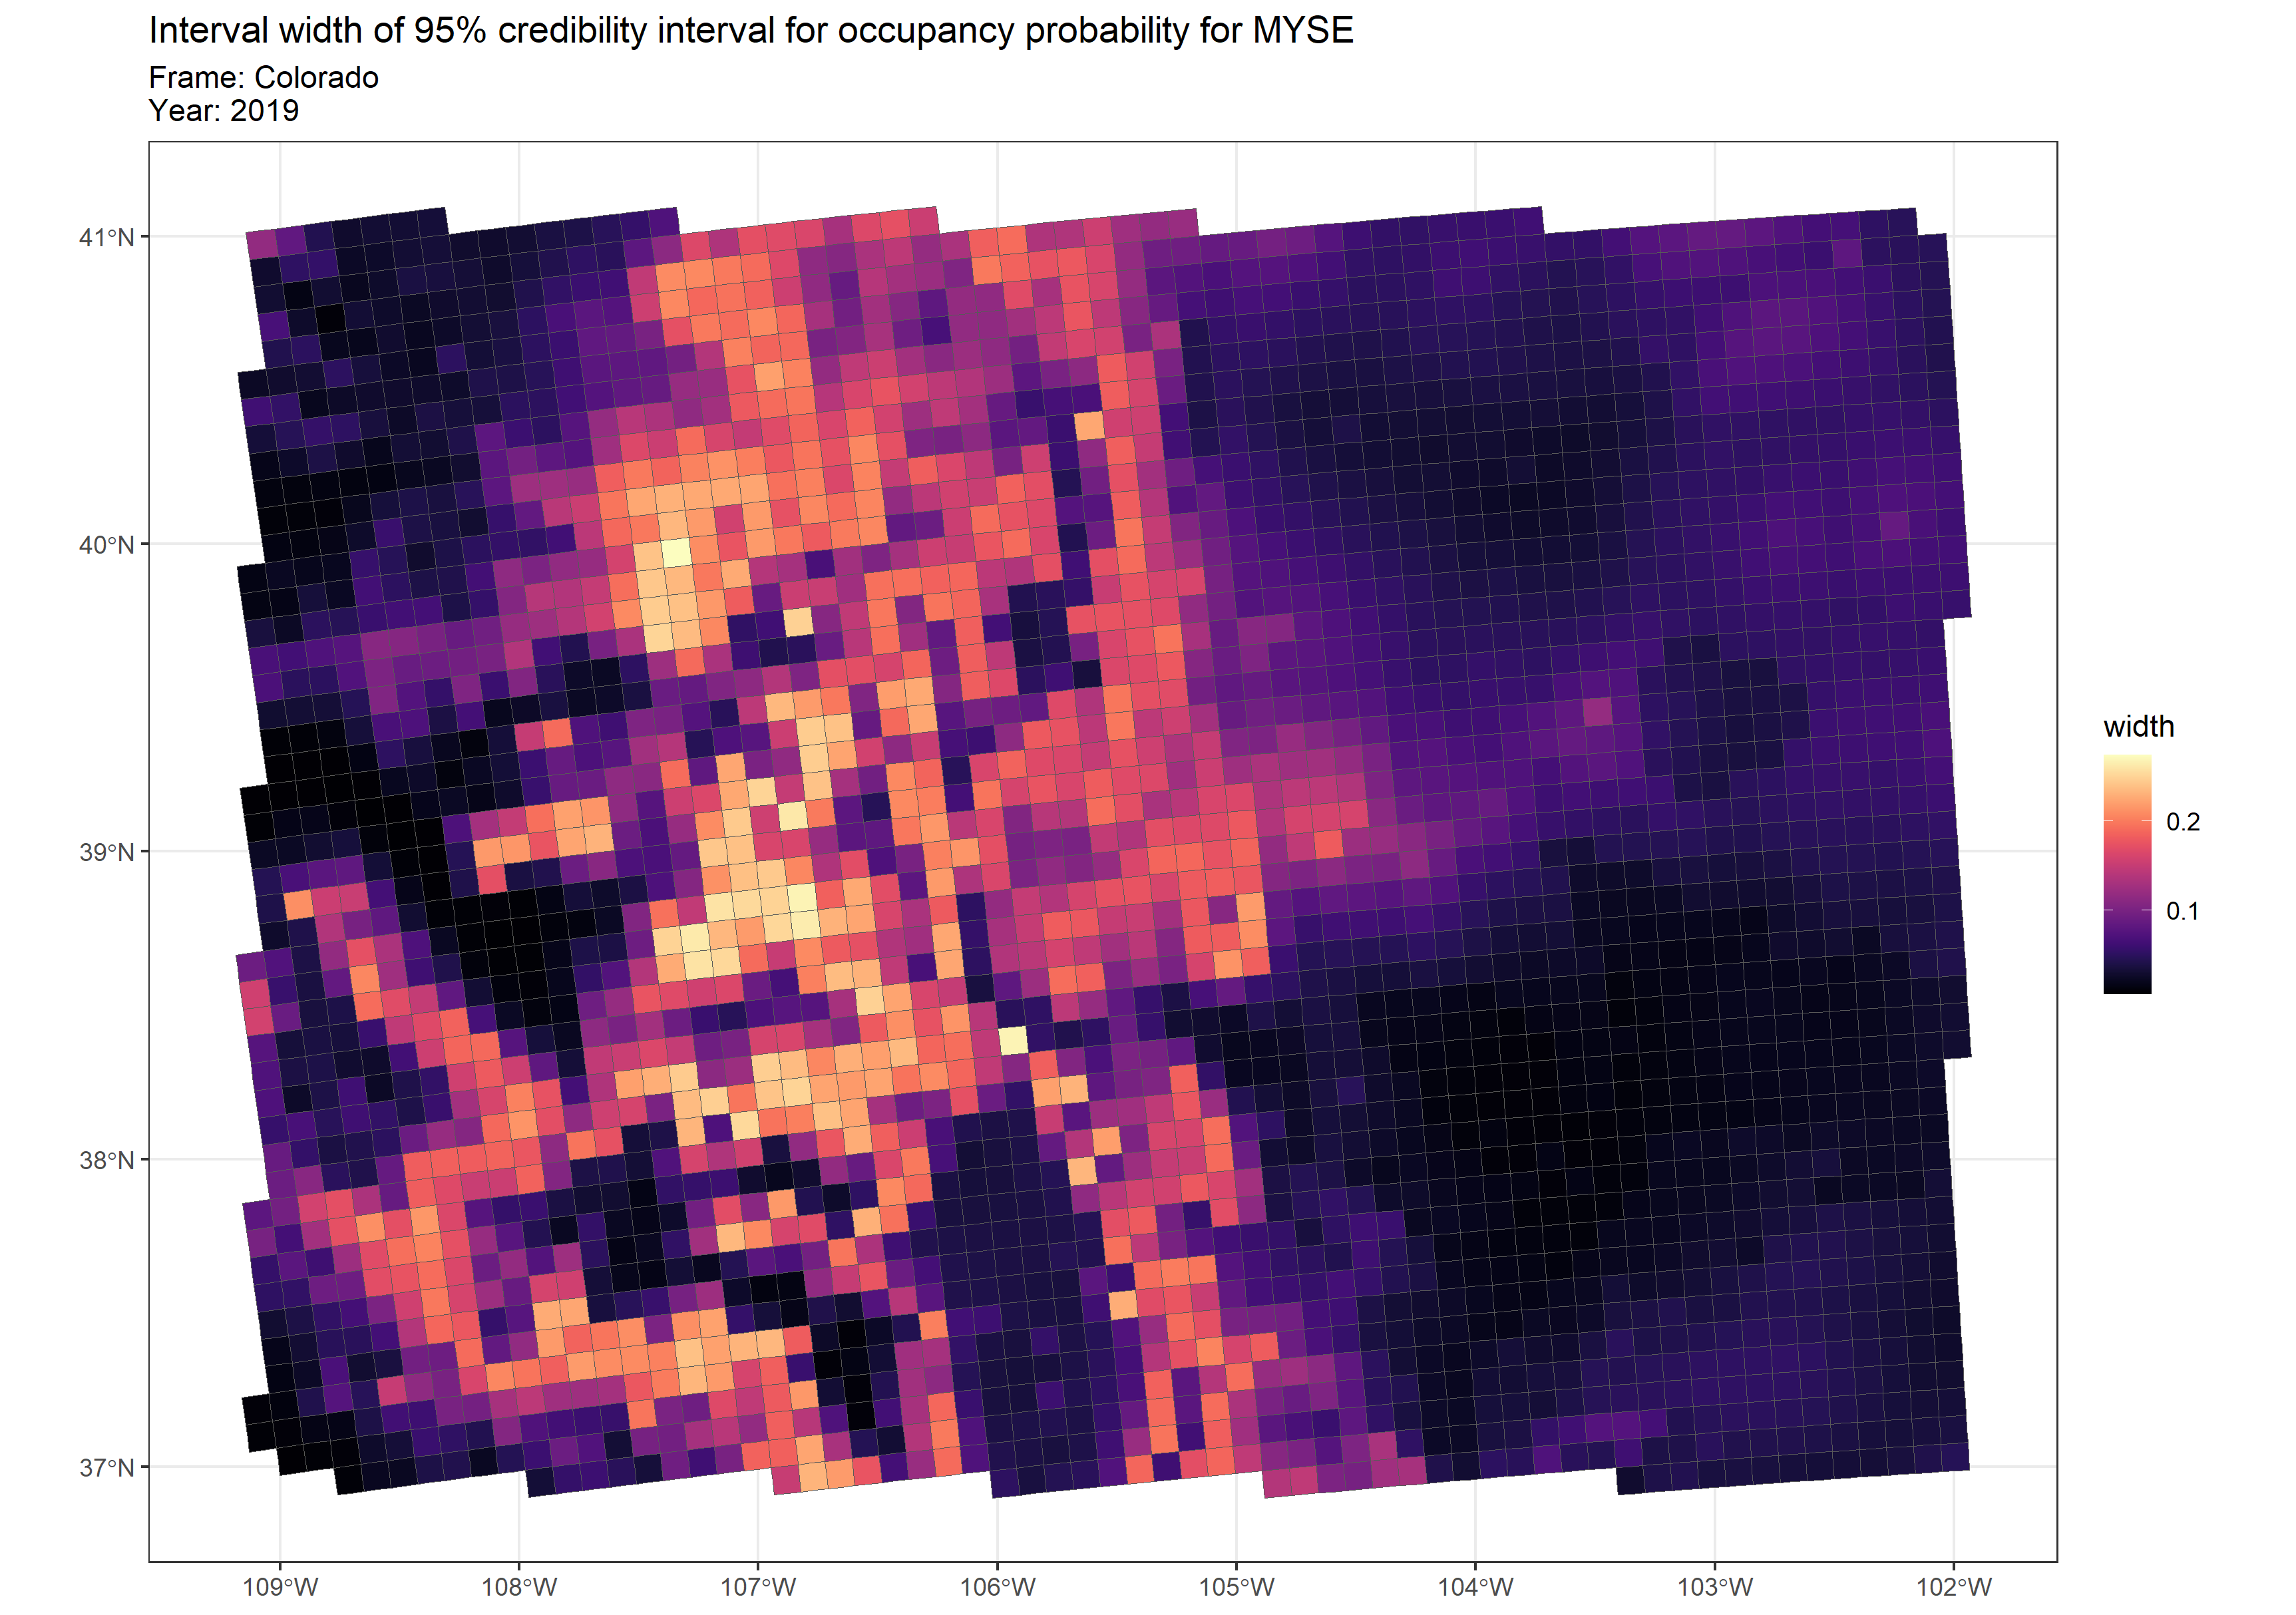 Interval width of 95% credibility interval for occupancy probability for MYSE
Frame: Colorado
Year: 2019
41°N
40°N
39°N
38°N
37°N
109°W
108°W
107°W
106°W
105°W
104°W
103°W
102°W
width
0.2
0.1